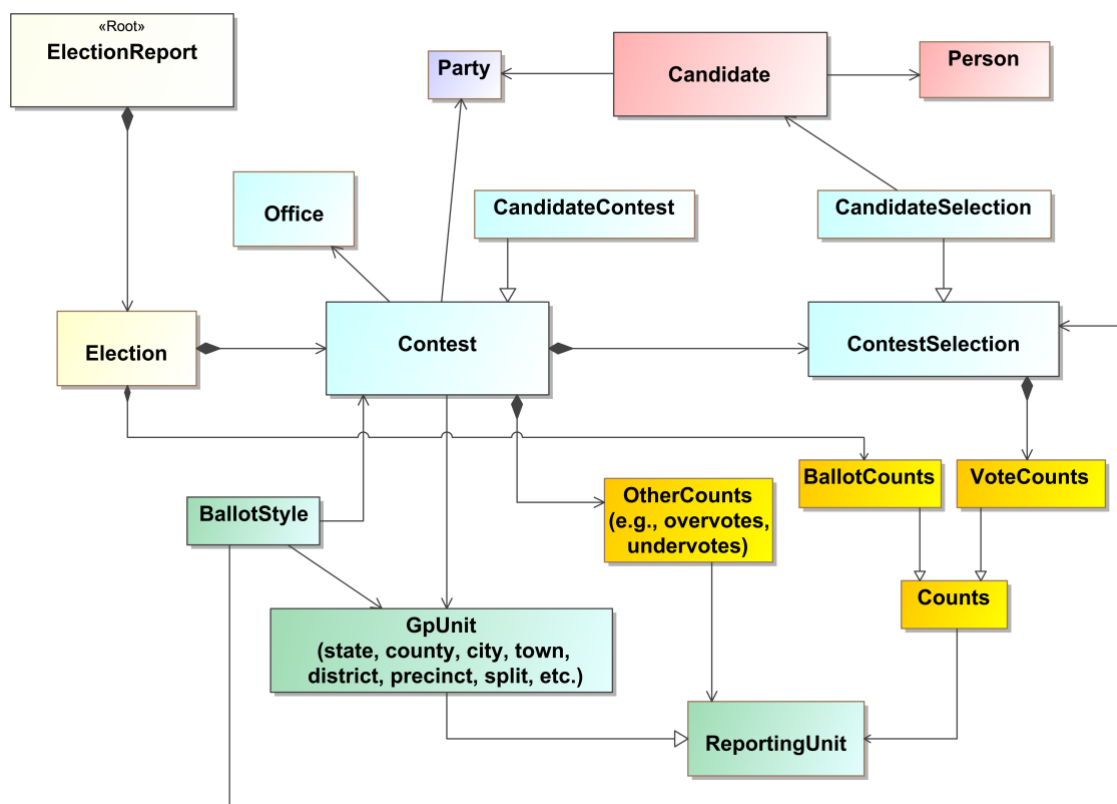 «Root»
ElectionReport
Party
Candidate
Person
Office
CandidateContest
CandidateSelection
Election
Contest
ContestSelection
BallotStyle
OtherCounts
(e.g., overvotes,
undervotes)
BallotCounts
VoteCounts
Counts
GpUnit
(state, county, city, town,
district, precinct, split, etc.)
ReportingUnit